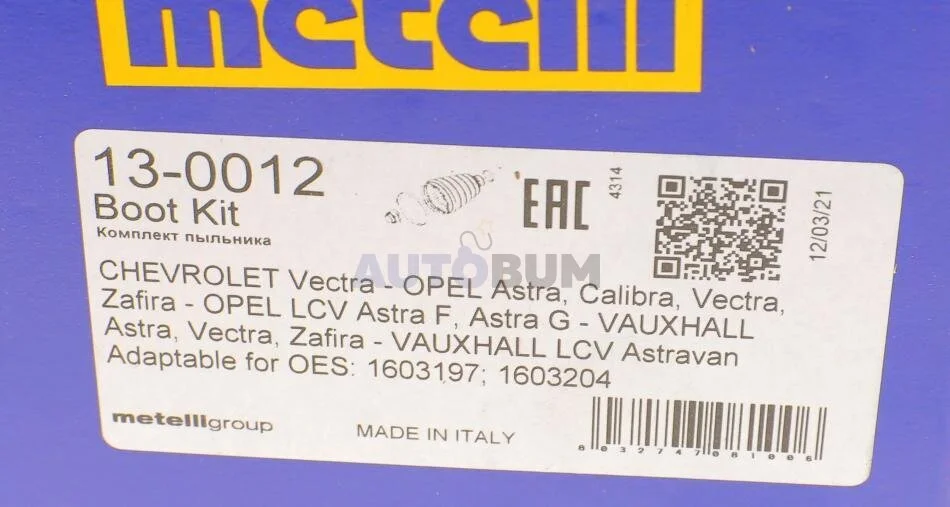 metelli
13-0012
Boot Kit
Комплект пыльника
EAC
4314
12/03/21
AUTOBUM
CHEVROLET Vectra - OPEL Astra, Calibra, Vectra,
Zafira - OPEL LCV Astra F, Astra G - VAUXHALL
Astra, Vectra, Zafira - VAUXHALL LCV Astravan
Adaptable for OES: 1603197; 1603204
metelligroup
MADE IN ITALY
8032747081006